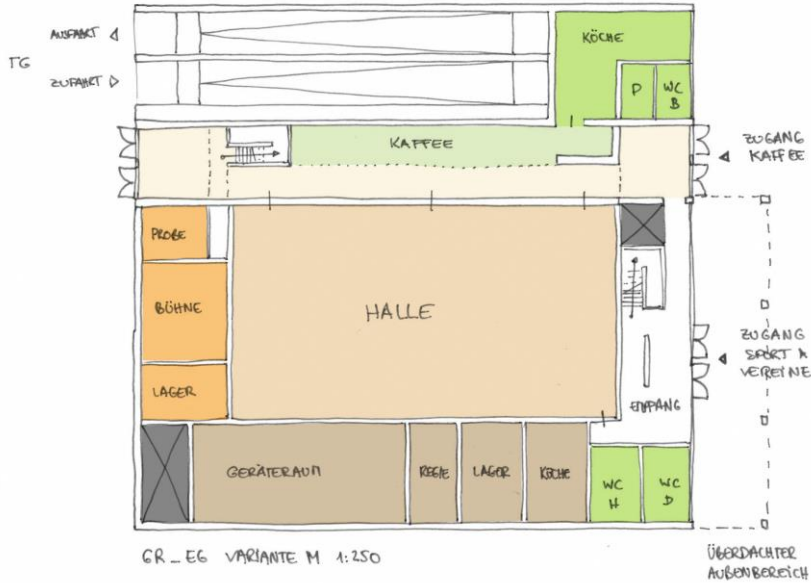 AUSFAHRT
KÖCHE
TG
ZUFAHRT
P
WC
B
KAFFEE
ZUGANG
KAFFEE
PROBE
BÜHNE
HALLE
ZUGANG
SPORT &
VEREINE
LAGER
EMPFANG
GERÄTERAUM
REGIE
LAGER
KÜCHE
WC
H
WC
D
GR_EG VARIANTE M 1:250
ÜBERDACHTER
AUßENBEREICH